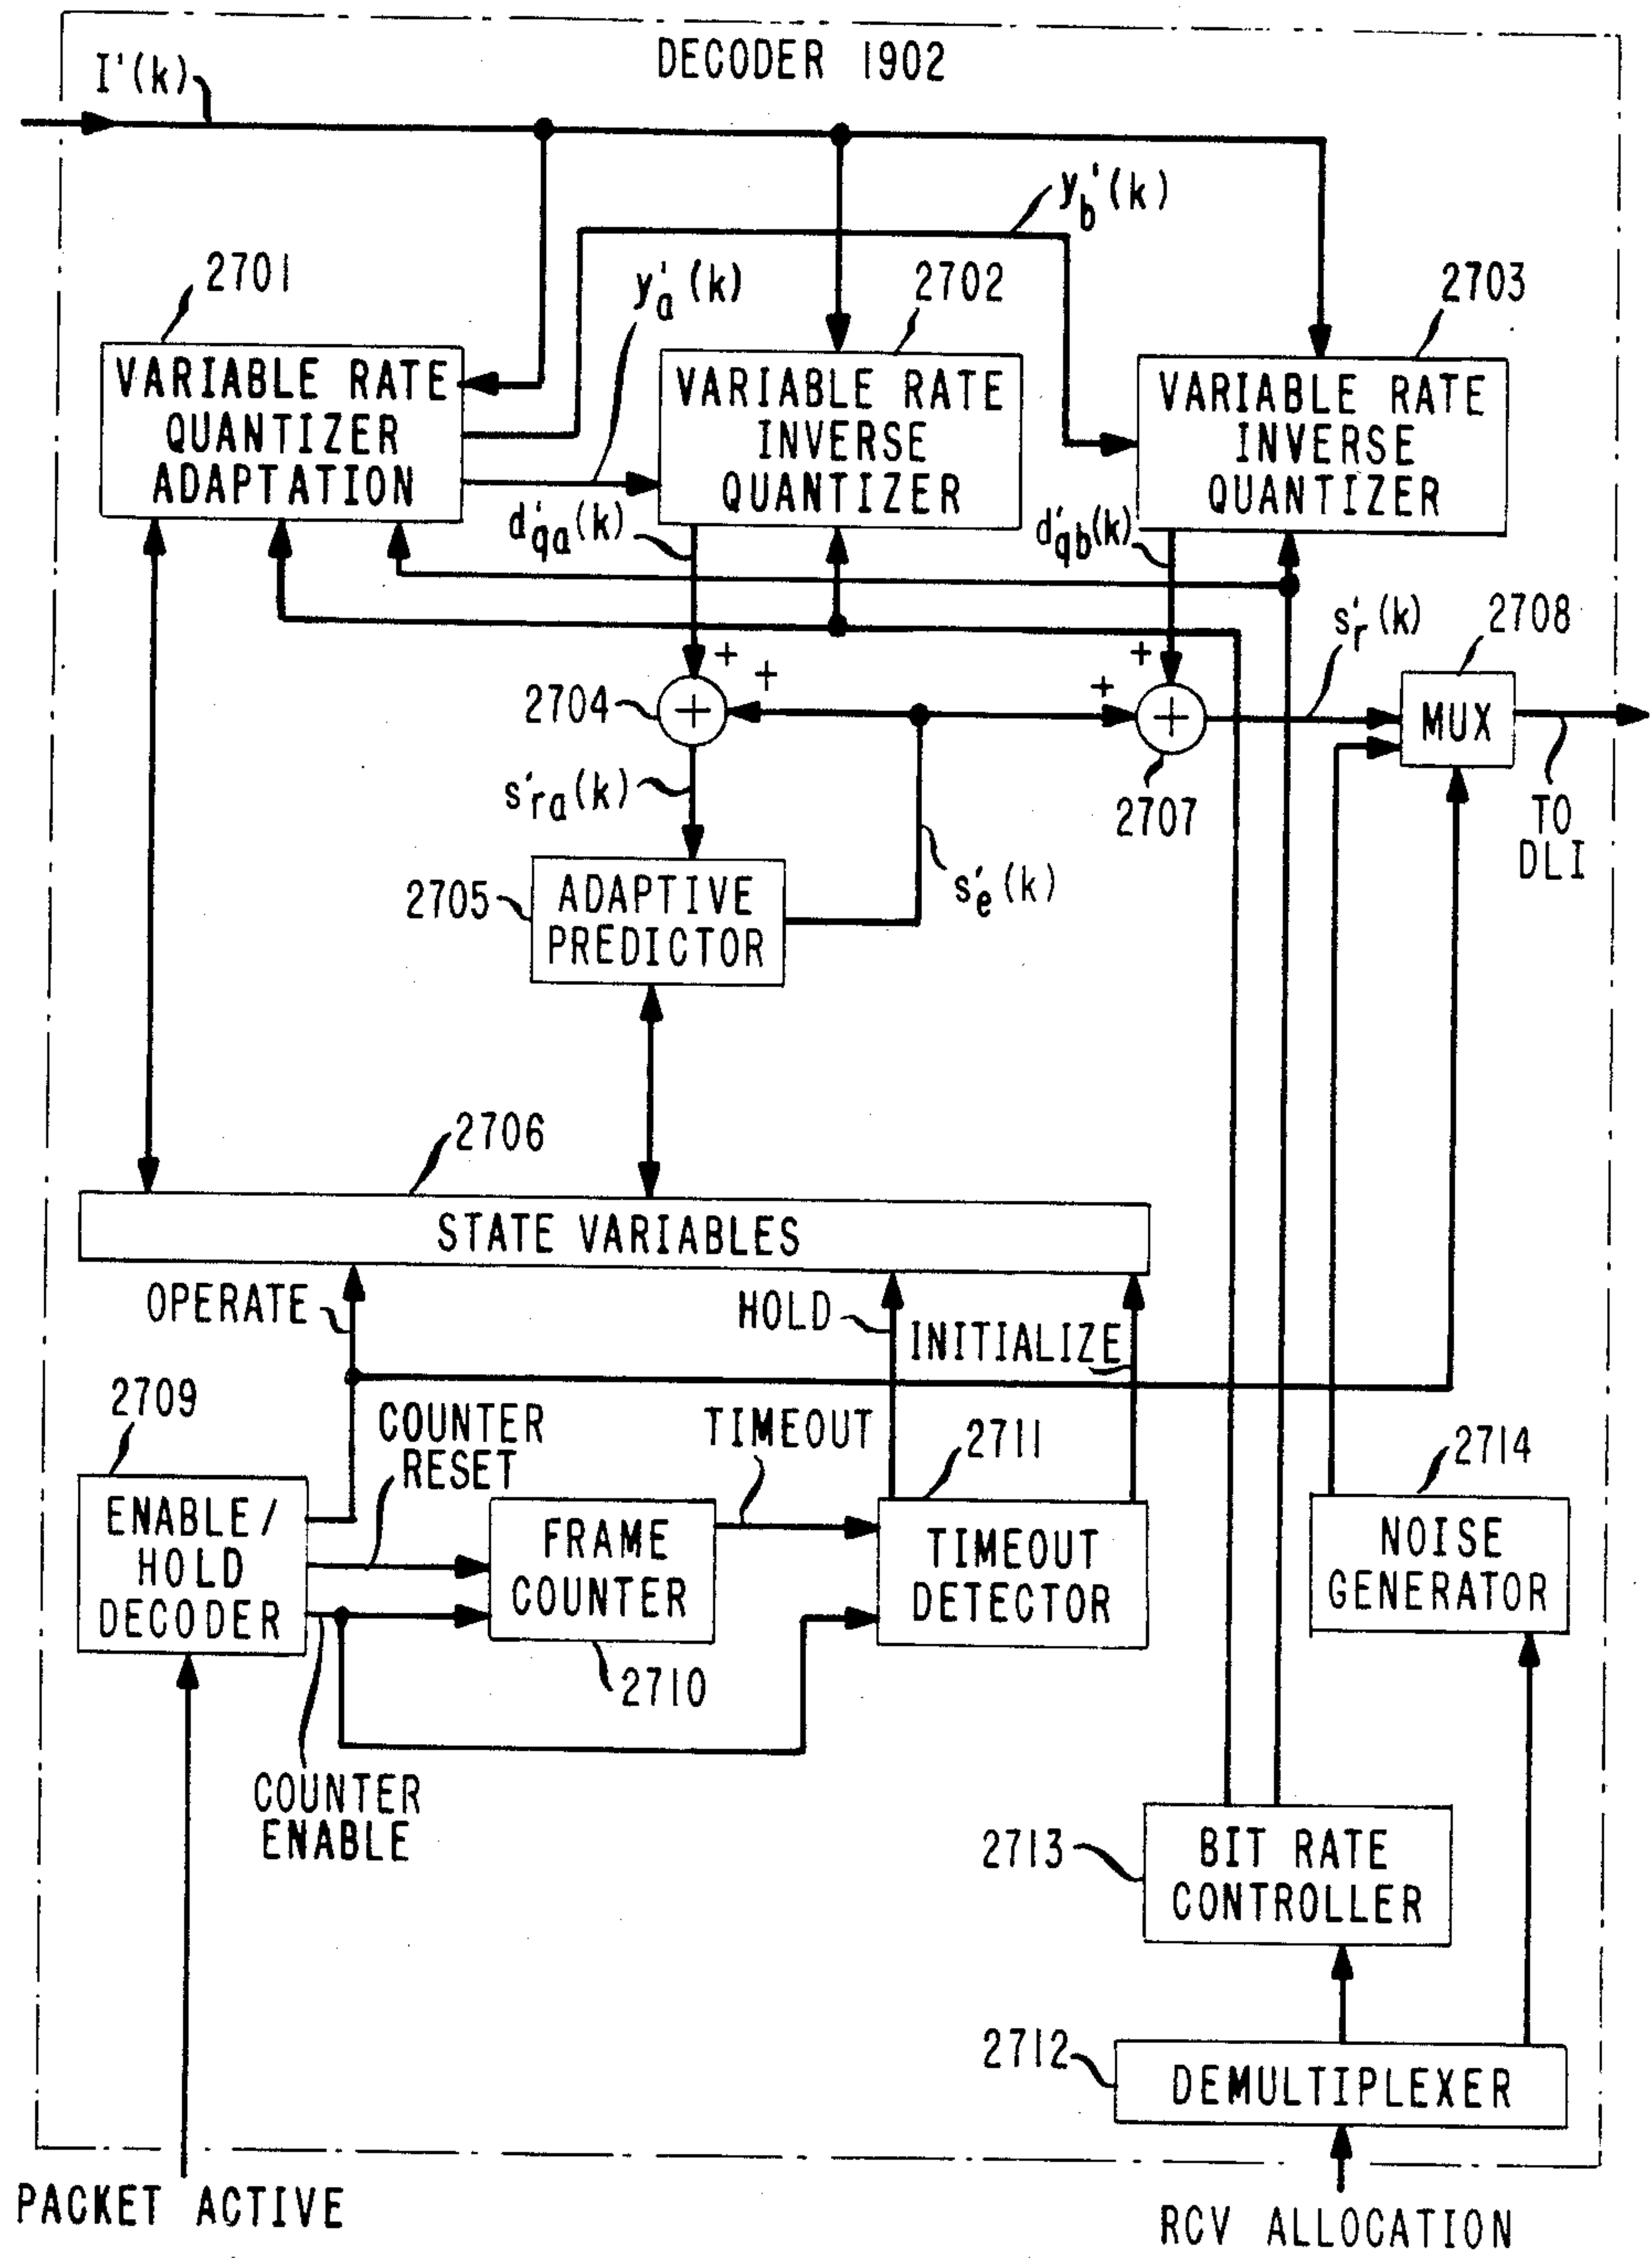 DECODER 1902
I'(k)
y'b(k)
2701
y'a(k)
2702
2703
VARIABLE RATE
QUANTIZER
ADAPTATION
VARIABLE RATE
INVERSE
QUANTIZER
VARIABLE RATE
INVERSE
QUANTIZER
d'qa(k)
d'qb(k)
s'r(k)
2708
+
+
+
+
2704
+
+
MUX
s'ra(k)
2707
TO
DLI
2705
ADAPTIVE
PREDICTOR
s'e(k)
2706
STATE VARIABLES
OPERATE
HOLD
INITIALIZE
2709
COUNTER
RESET
TIMEOUT
2711
2714
ENABLE/
HOLD
DECODER
FRAME
COUNTER
TIMEOUT
DETECTOR
NOISE
GENERATOR
2710
COUNTER
ENABLE
2713
BIT RATE
CONTROLLER
2712
DEMULTIPLEXER
PACKET ACTIVE
RCV ALLOCATION